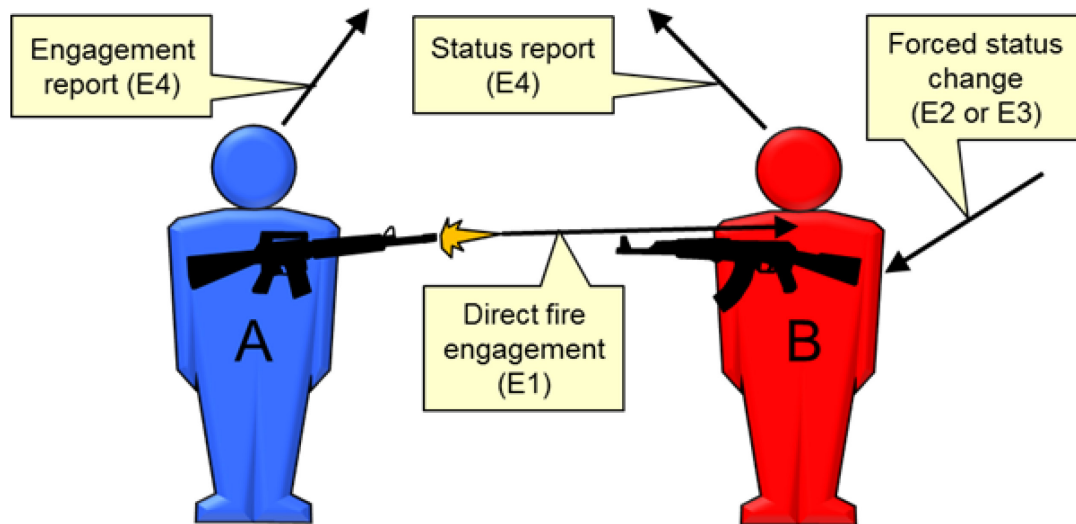 Engagement
report (E4)
Status report
(E4)
Forced status
change
(E2 or E3)
Direct fire
engagement
(E1)
A
B